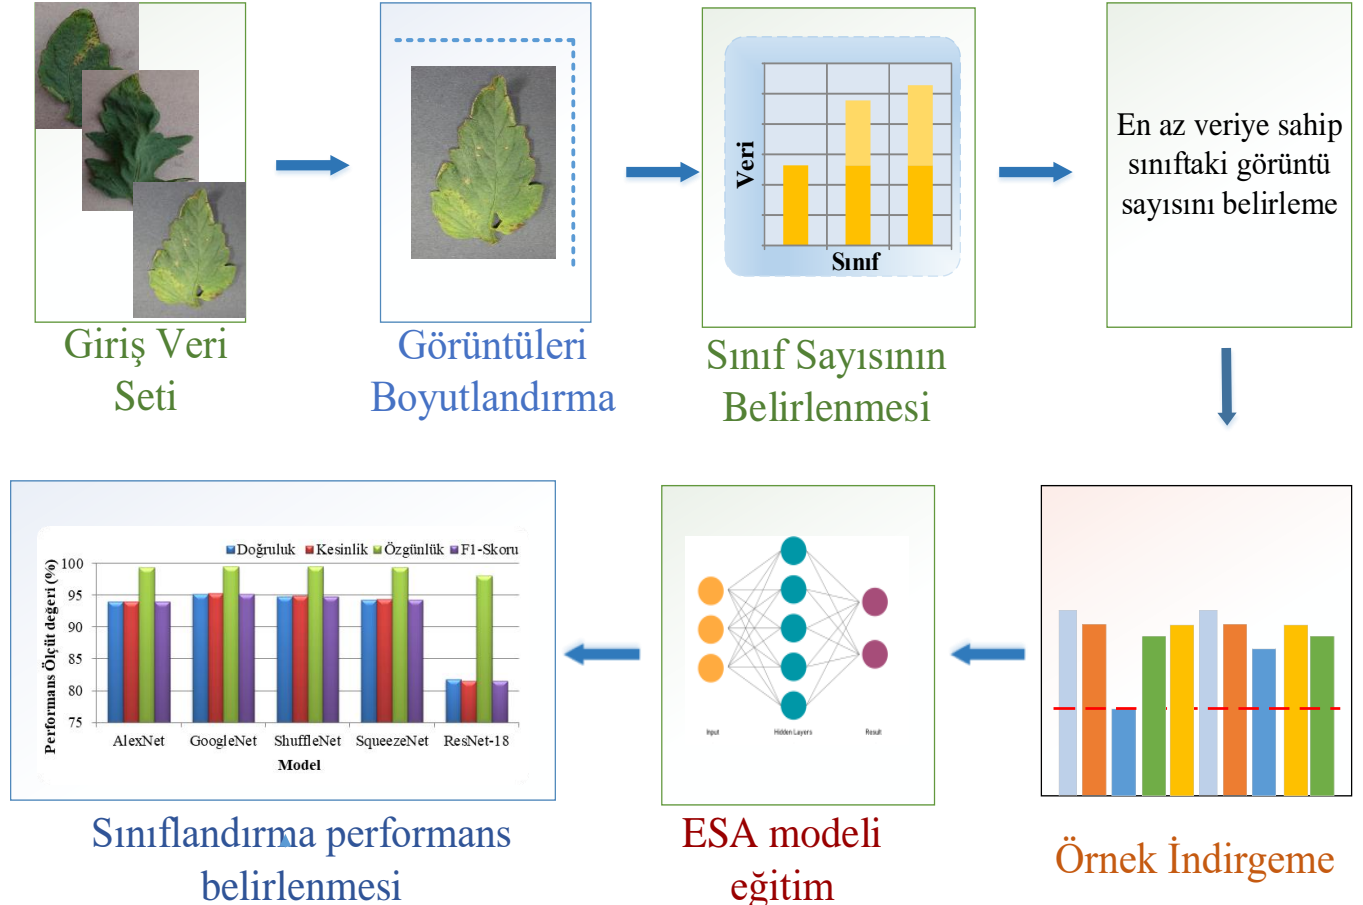 Veri
Sınıf
En az veriye sahip
sınıftaki görüntü
sayısını belirleme
Giriş Veri
Seti
Görüntüleri
Boyutlandırma
Sınıf Sayısının
Belirlenmesi
Doğruluk Kesinlik Özgünlük F1-Skoru
Performans Ölçüt değeri (%)
100
95
90
85
80
75
AlexNet GoogleNet ShuffleNet SqueezeNet ResNet-18
Model
Input Hidden Layers Result
Sınıflandırma performans
belirlenmesi
ESA modeli
eğitim
Örnek İndirgeme